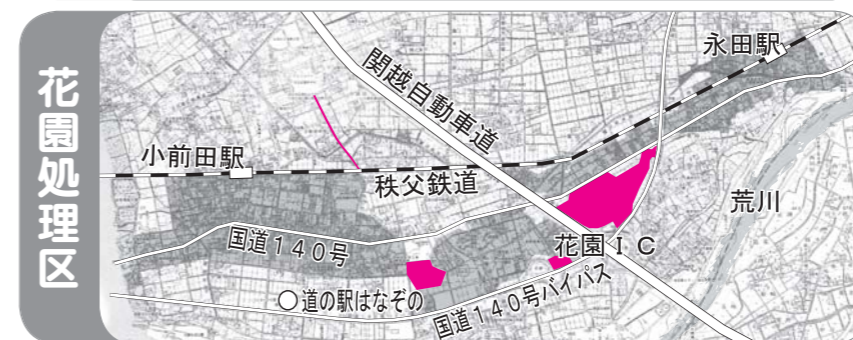 花園処理区
永田駅
関越自動車道
小前田駅
秩父鉄道
荒川
国道140号
花園IC
○道の駅はなぞの
国道140号バイパス